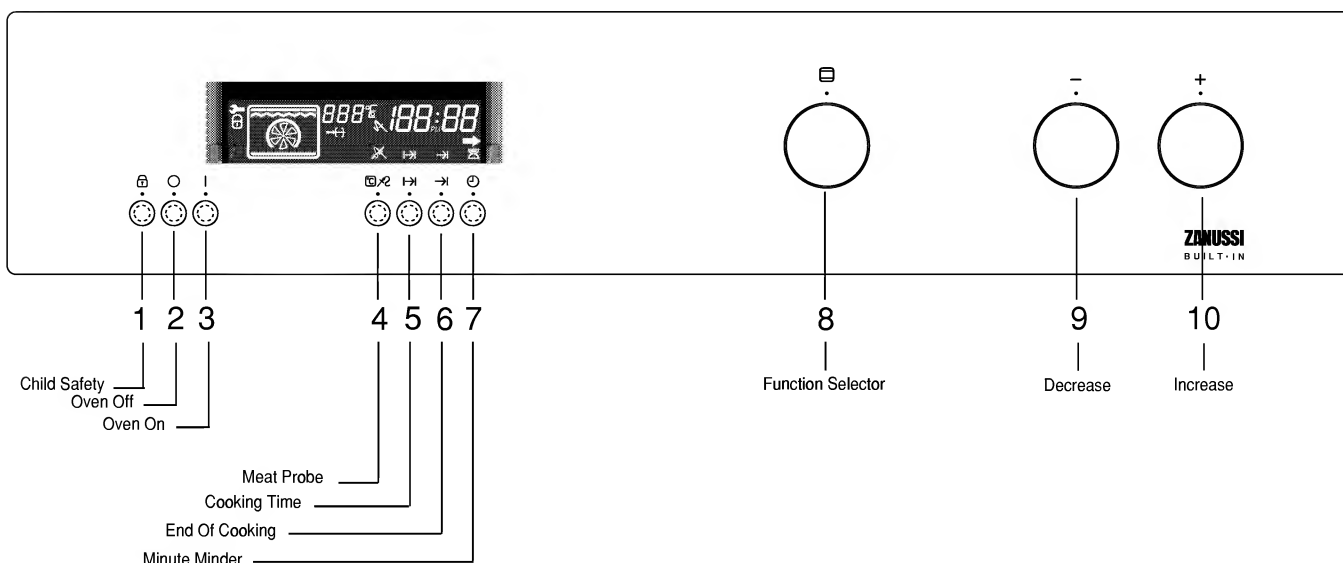 888°C 188:88
ZANUSSI
BUILT·IN
1 2 3 4 5 6 7 8 9 10
Child Safety
Oven Off
Oven On
Meat Probe
Cooking Time
End Of Cooking
Minute Minder
Function Selector
Decrease
Increase